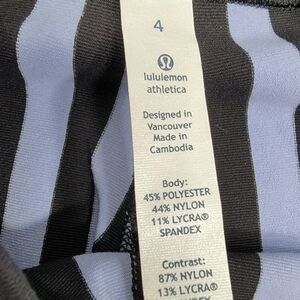 4
lululemon
athletica
Designed in
Vancouver
Made in
Cambodia
Body:
45% POLYESTER
44% NYLON
11% LYCRA®
SPANDEX
Contrast:
87% NYLON
13% LYCRA®
SPANDEX